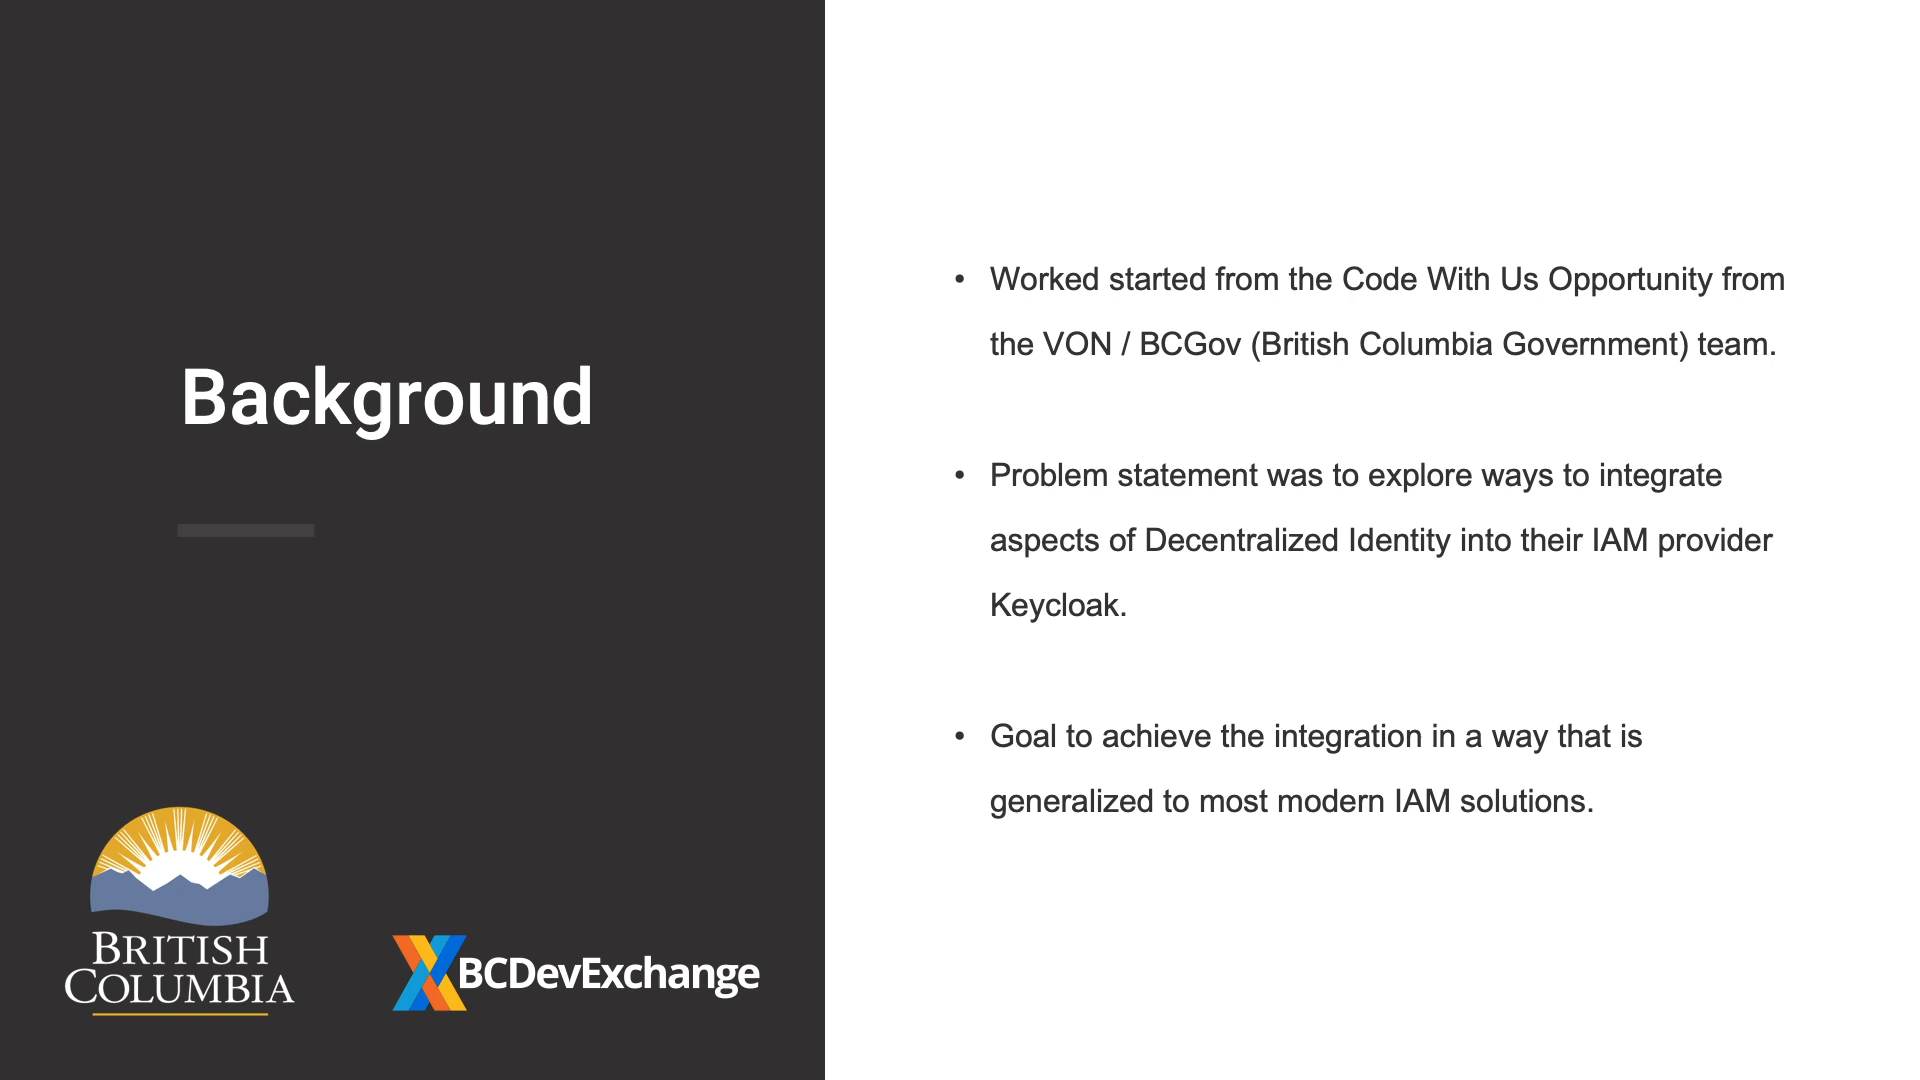 Background
BRITISH
COLUMBIA
BCDevExchange
• Worked started from the Code With Us Opportunity from
the VON / BCGov (British Columbia Government) team.
• Problem statement was to explore ways to integrate
aspects of Decentralized Identity into their IAM provider
Keycloak.
• Goal to achieve the integration in a way that is
generalized to most modern IAM solutions.